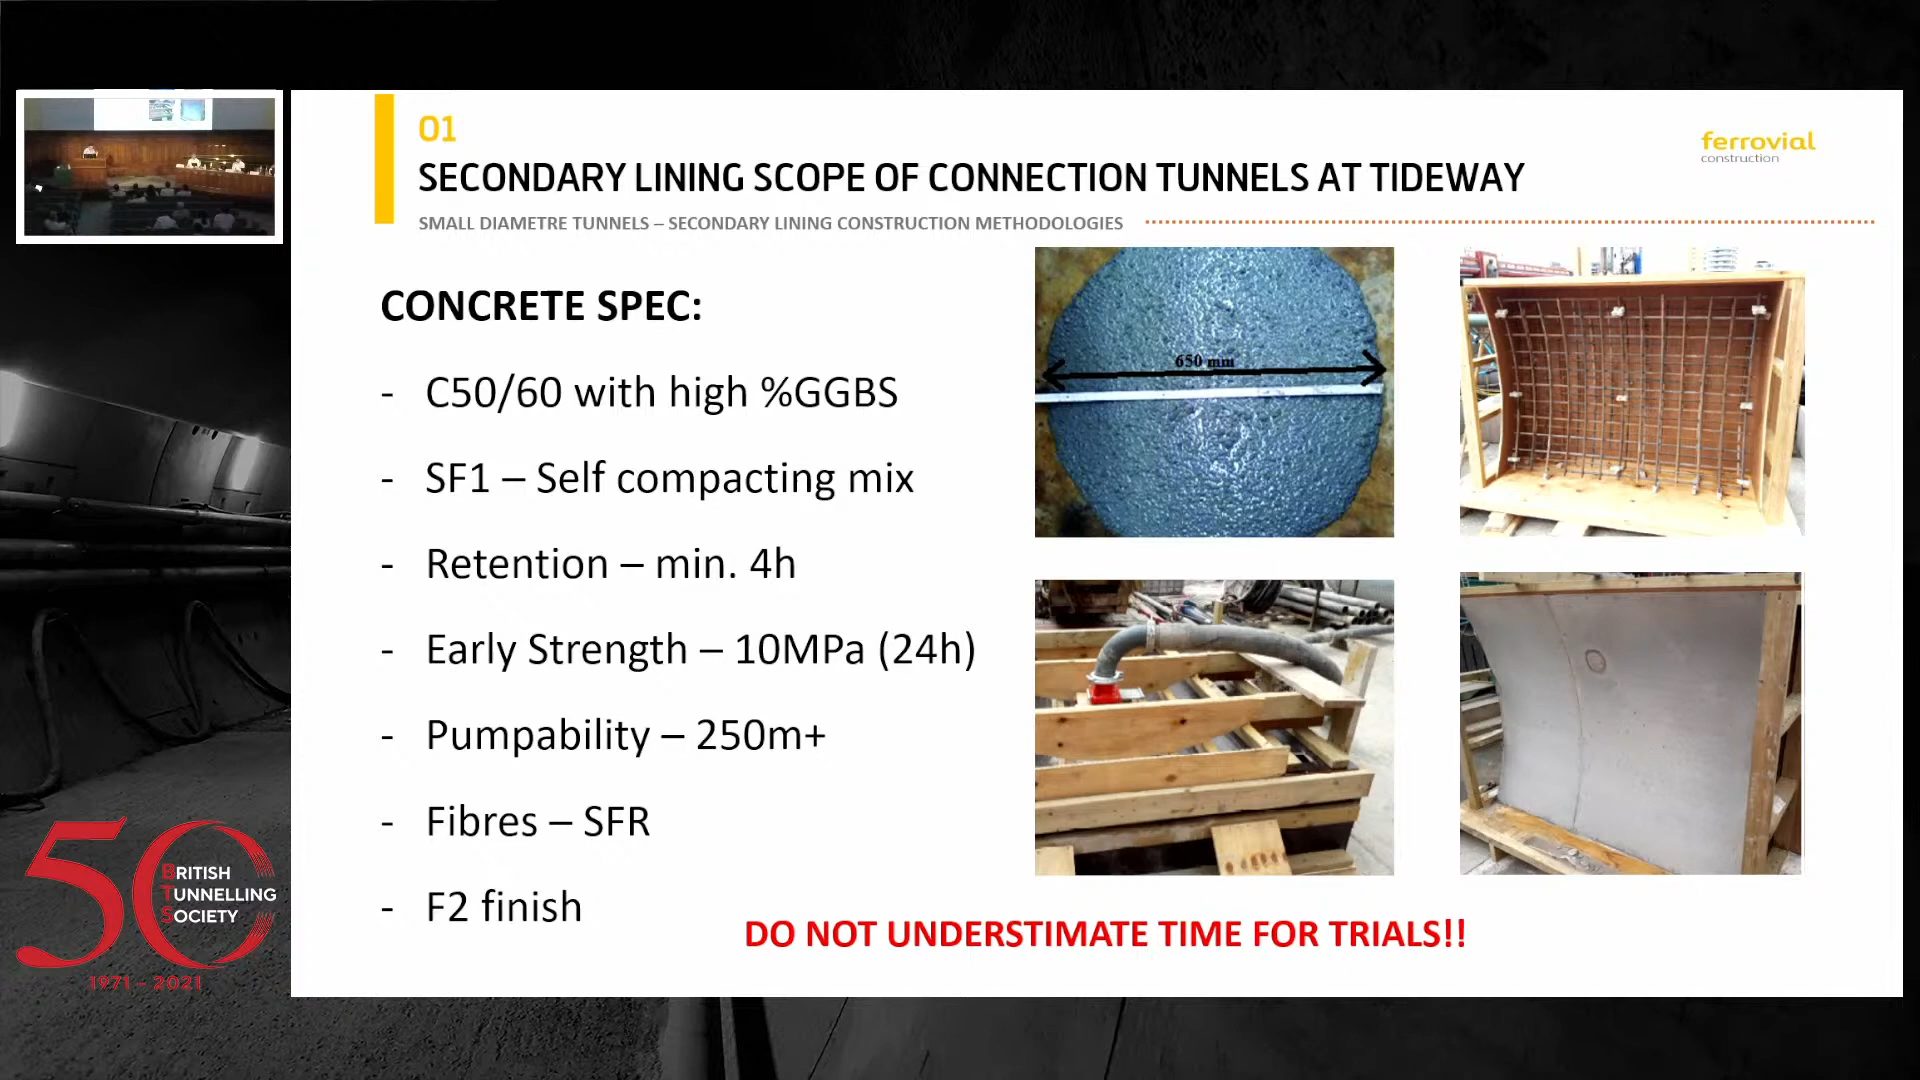 01
SECONDARY LINING SCOPE OF CONNECTION TUNNELS AT TIDEWAY
SMALL DIAMETRE TUNNELS – SECONDARY LINING CONSTRUCTION METHODOLOGIES
ferrovial
construction
CONCRETE SPEC:
- C50/60 with high %GGBS
- SF1 – Self compacting mix
- Retention – min. 4h
- Early Strength – 10MPa (24h)
- Pumpability – 250m+
- Fibres – SFR
- F2 finish
650 mm
DO NOT UNDERSTIMATE TIME FOR TRIALS!!
50
BRITISH
TUNNELLING
SOCIETY
1971 - 2021